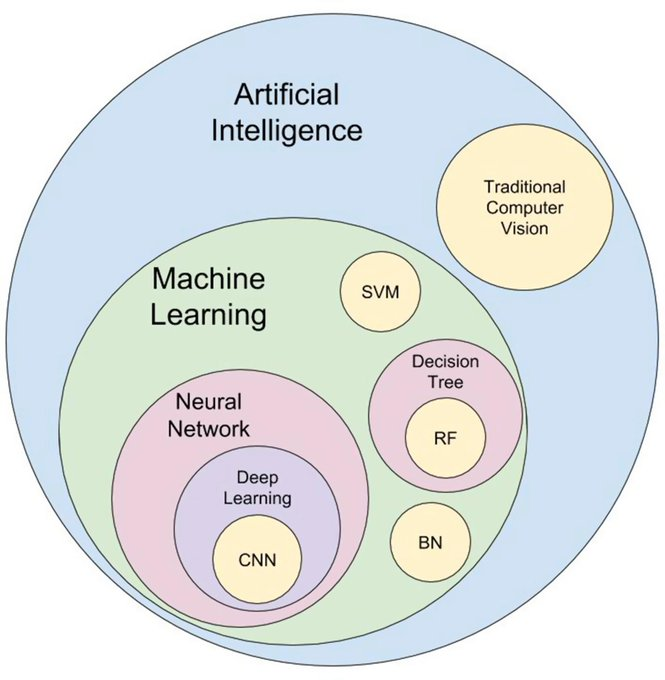 Artificial
Intelligence
Traditional
Computer
Vision
Machine
Learning
SVM
Decision
Tree
RF
Neural
Network
Deep
Learning
CNN
BN